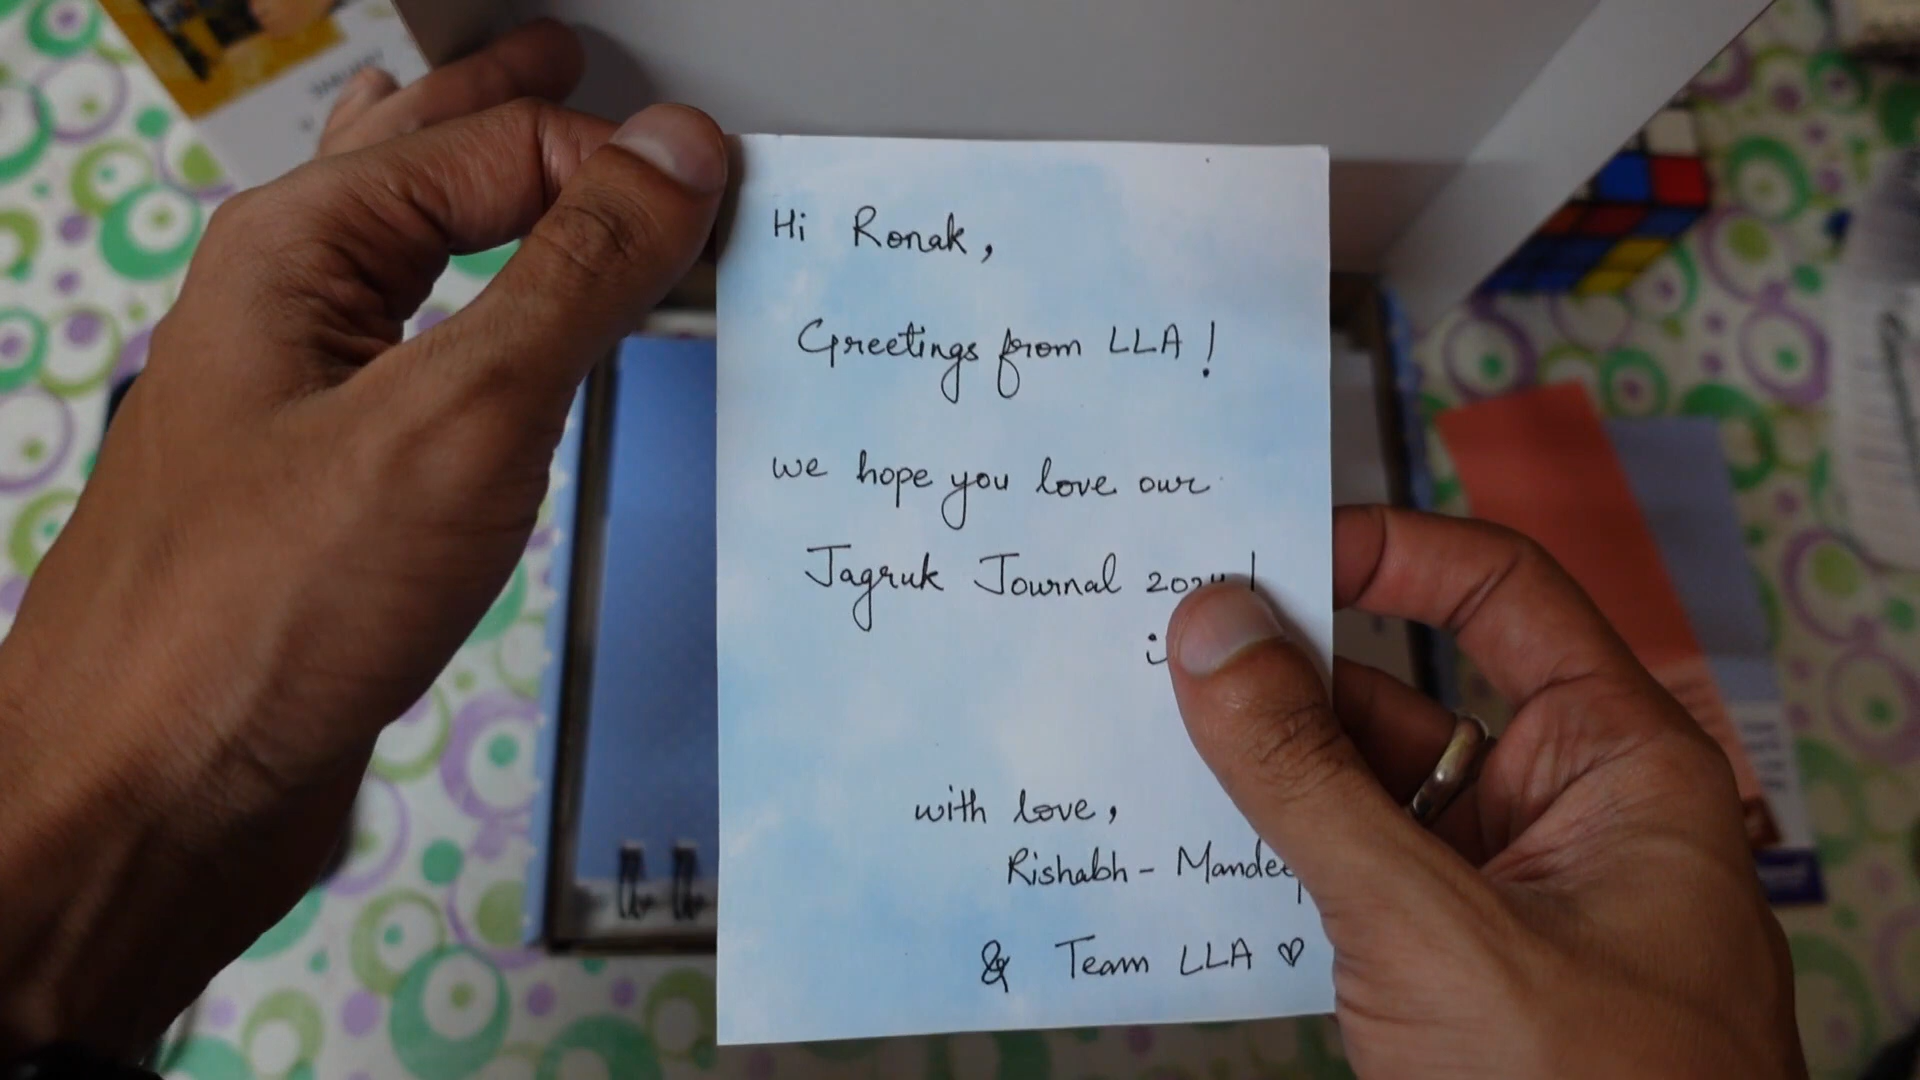 Hi Ronak,
Greetings from LLA!
we hope you love our
Jagruk Journal !
:)
with love,
Rishabh -
& Team LLA ♡